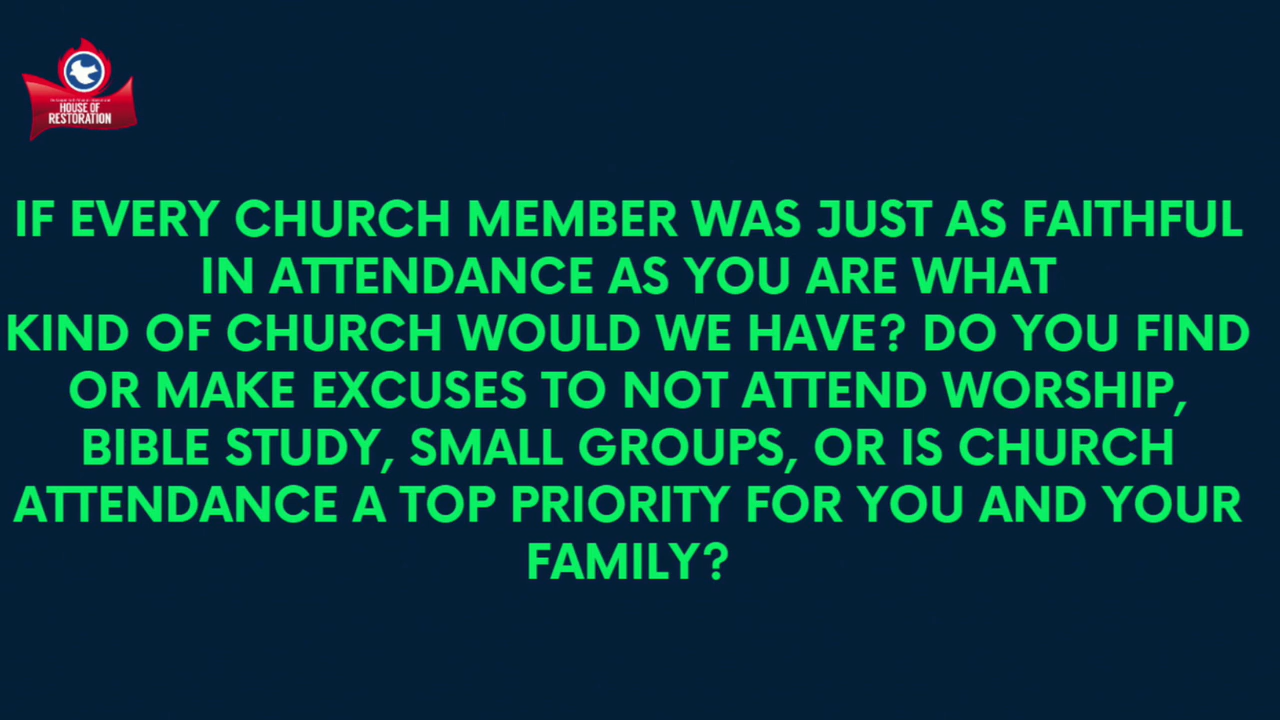 HOUSE OF
RESTORATION
IF EVERY CHURCH MEMBER WAS JUST AS FAITHFUL
IN ATTENDANCE AS YOU ARE WHAT
KIND OF CHURCH WOULD WE HAVE? DO YOU FIND
OR MAKE EXCUSES TO NOT ATTEND WORSHIP,
BIBLE STUDY, SMALL GROUPS, OR IS CHURCH
ATTENDANCE A TOP PRIORITY FOR YOU AND YOUR
FAMILY?